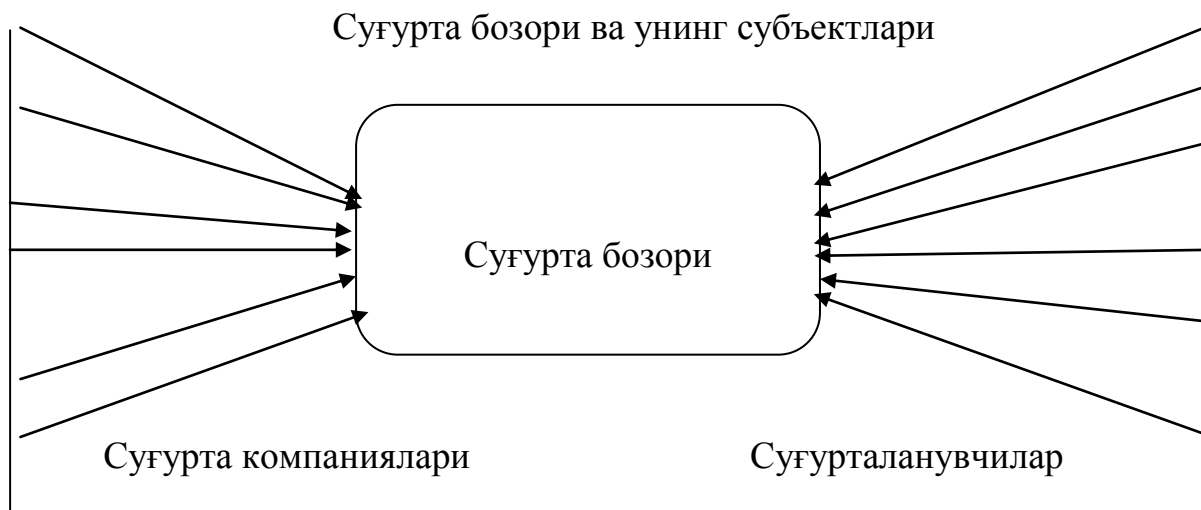 Суғурта бозори ва унинг субъектлари
Суғурта бозори
Суғурта компаниялари
Суғурталанувчилар